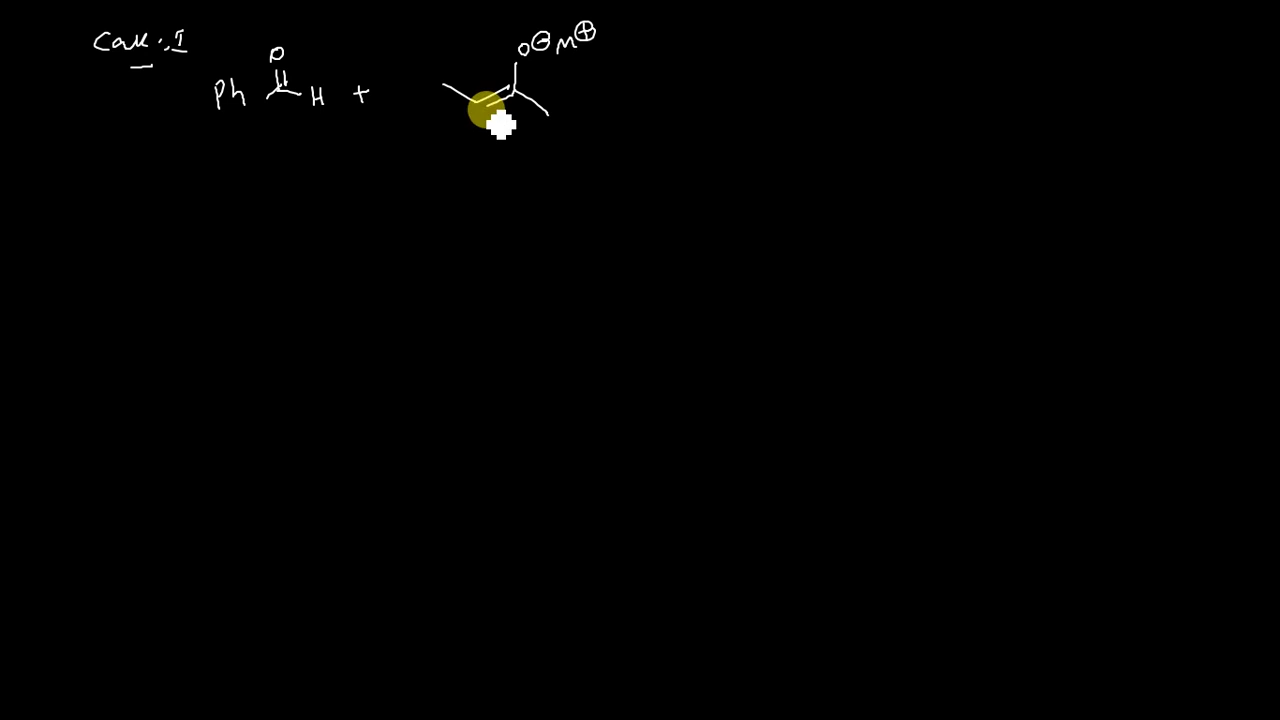 Case : I
O O⊖ M⊕
Ph H +